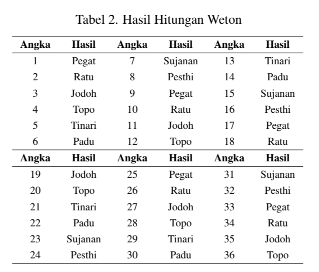 Tabel 2. Hasil Hitungan Weton
Angka Hasil Angka Hasil Angka Hasil
1 Pegat 7 Sujanan 13 Tinari
2 Ratu 8 Pesthi 14 Padu
3 Jodoh 9 Pegat 15 Sujanan
4 Topo 10 Ratu 16 Pesthi
5 Tinari 11 Jodoh 17 Pegat
6 Padu 12 Topo 18 Ratu
Angka Hasil Angka Hasil Angka Hasil
19 Jodoh 25 Pegat 31 Sujanan
20 Topo 26 Ratu 32 Pesthi
21 Tinari 27 Jodoh 33 Pegat
22 Padu 28 Topo 34 Ratu
23 Sujanan 29 Tinari 35 Jodoh
24 Pesthi 30 Padu 36 Topo